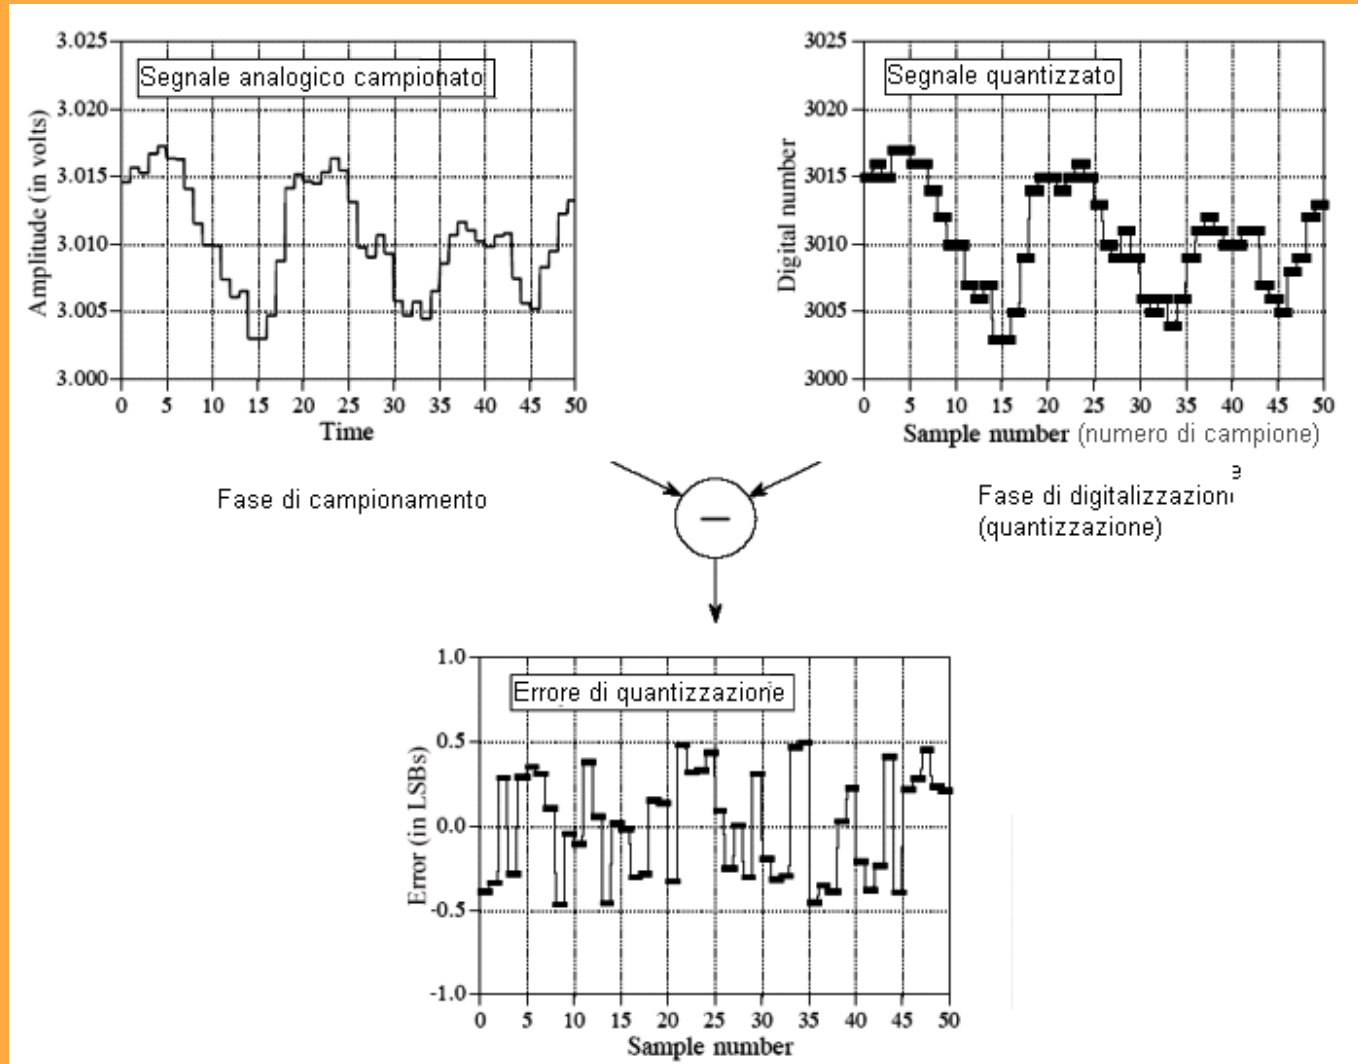 Segnale analogico campionato
3.025
3.020
3.015
3.010
3.005
3.000
Amplitude (in volts)
0 5 10 15 20 25 30 35 40 45 50
Time
Fase di campionamento
Segnale quantizzato
3025
3020
3015
3010
3005
3000
Digital number
0 5 10 15 20 25 30 35 40 45 50
Sample number (numero di campione)
e
Fase di digitalizzazioni
(quantizzazione)
—
Errore di quantizzazione
1.0
0.5
0.0
-0.5
-1.0
Error (in LSBs)
0 5 10 15 20 25 30 35 40 45 50
Sample number